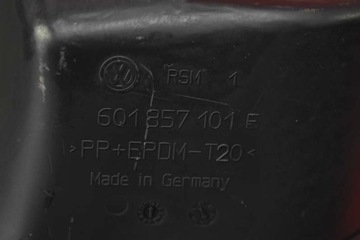 RSM 1
6Q1 857 101 E
>PP+EPDM-T20<
Made in Germany